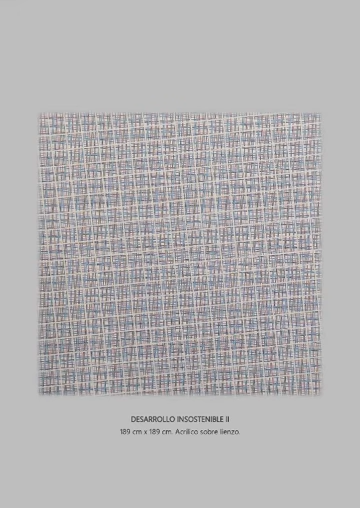 DESARROLLO INSOSTENIBLE II
189 cm x 189 cm. Acrílico sobre lienzo.